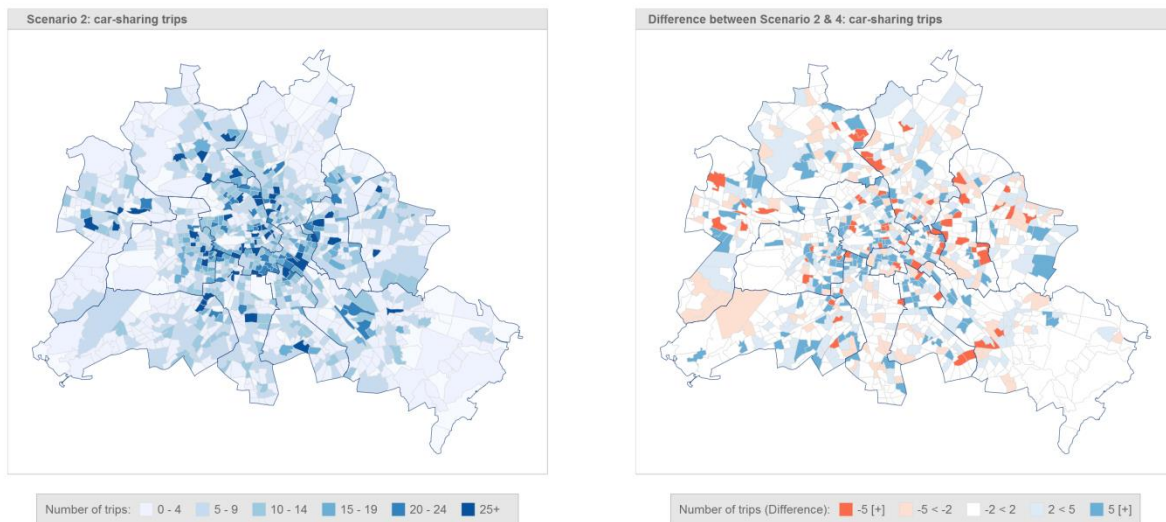 Scenario 2: car-sharing trips
Number of trips: 0 - 4 5 - 9 10 - 14 15 - 19 20 - 24 25+
Difference between Scenario 2 & 4: car-sharing trips
Number of trips (Difference): -5 [+] -5 < -2 -2 < 2 2 < 5 5 [+]